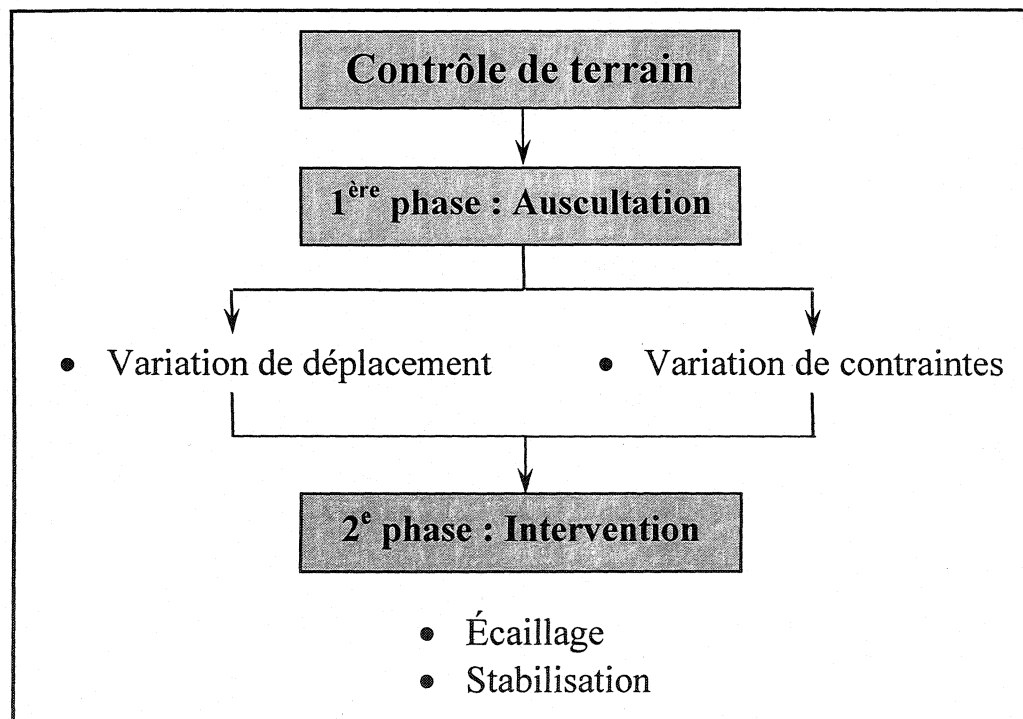 Contrôle de terrain
1ère phase : Auscultation
• Variation de déplacement
• Variation de contraintes
2e phase : Intervention
• Écaillage
• Stabilisation